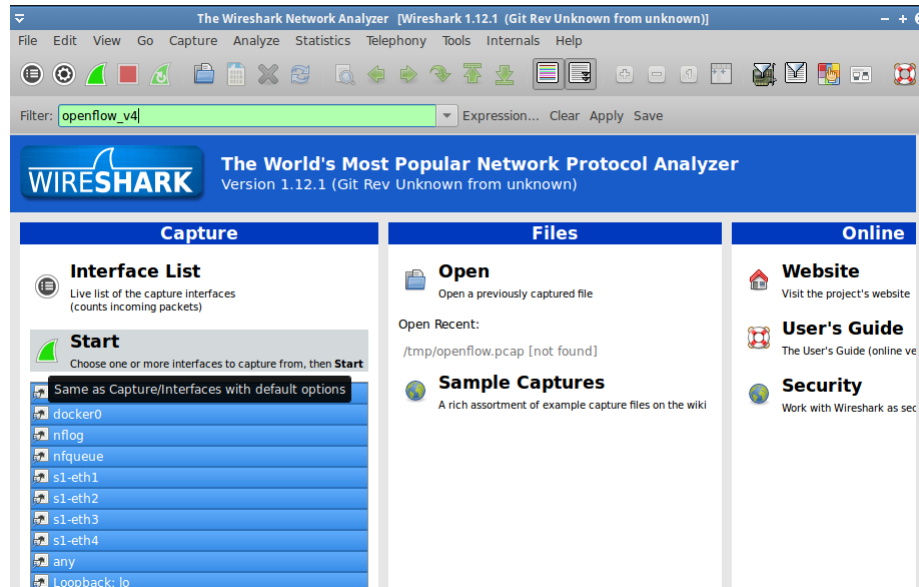 The Wireshark Network Analyzer [Wireshark 1.12.1 (Git Rev Unknown from unknown)]
File Edit View Go Capture Analyze Statistics Telephony Tools Internals Help
Filter: openflow_v4 Expression... Clear Apply Save
WIRESHARK
The World's Most Popular Network Protocol Analyzer
Version 1.12.1 (Git Rev Unknown from unknown)
Capture
Interface List
Live list of the capture interfaces
(counts incoming packets)
Start
Choose one or more interfaces to capture from, then Start
Same as Capture/Interfaces with default options
docker0
nflog
nfqueue
s1-eth1
s1-eth2
s1-eth3
s1-eth4
any
Loopback: lo
Files
Open
Open a previously captured file
Open Recent:
/tmp/openflow.pcap [not found]
Sample Captures
A rich assortment of example capture files on the wiki
Online
Website
Visit the project's website
User's Guide
The User's Guide (online ve
Security
Work with Wireshark as sec